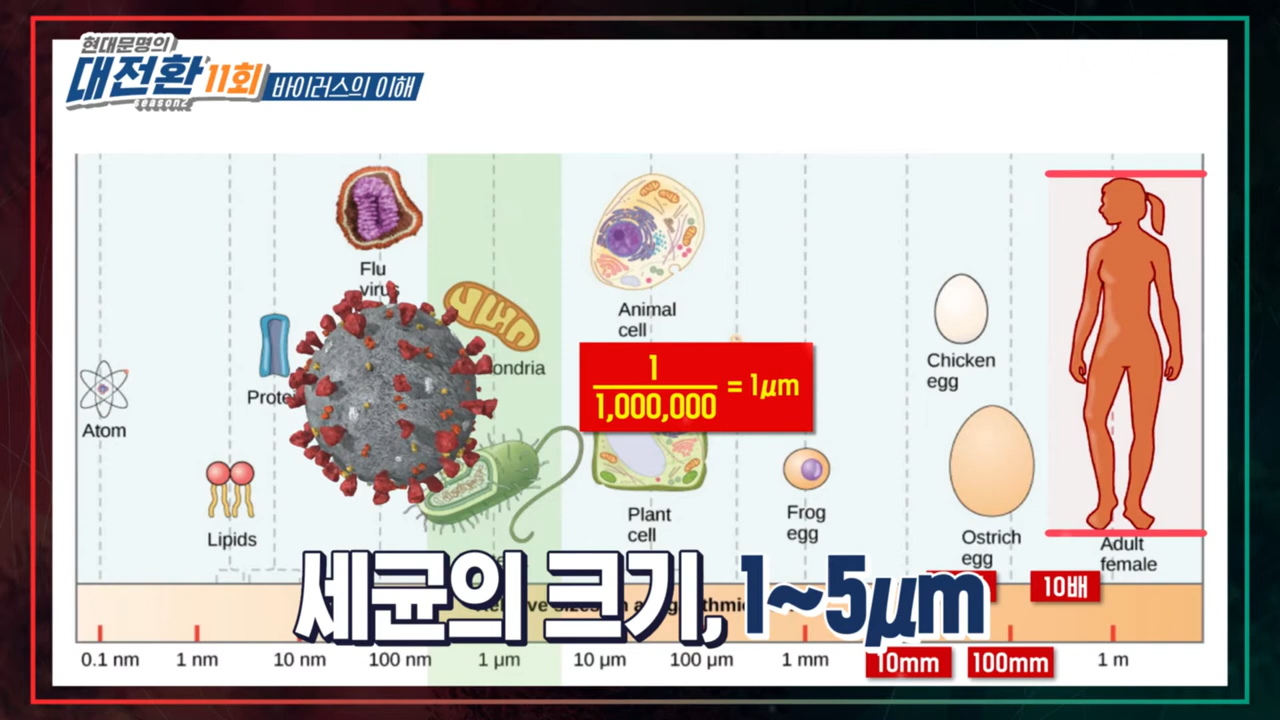 현대문명의
대전환 11회 바이러스의 이해
season2
Flu
virus
Animal
cell
1
1,000,000
= 1μm
Chicken
egg
Atom
Lipids
Plant
cell
Frog
egg
Ostrich
egg
Adult
female
10배
세균의 크기, 1~5μm
0.1 nm 1 nm 10 nm 100 nm 1 μm 10 μm 100 μm 1 mm 10mm 100mm 1 m